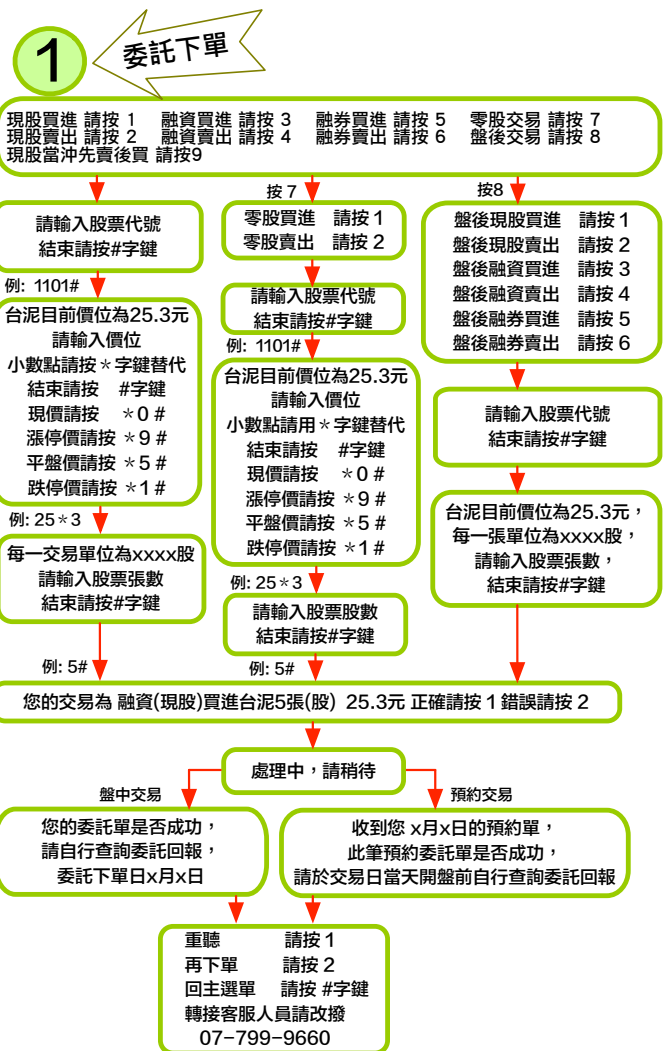 1
委託下單
現股買進 請按 1 融資買進 請按 3 融券買進 請按 5 零股交易 請按 7
現股賣出 請按 2 融資賣出 請按 4 融券賣出 請按 6 盤後交易 請按 8
現股當沖先賣後買 請按9
請輸入股票代號
結束請按#字鍵
例: 1101#
台泥目前價位為25.3元
請輸入價位
小數點請按＊字鍵替代
結束請按 #字鍵
現價請按 ＊0 #
漲停價請按 ＊9 #
平盤價請按 ＊5 #
跌停價請按 ＊1 #
例: 25＊3
每一交易單位為xxxx股
請輸入股票張數
結束請按#字鍵
例: 5#
按 7
零股買進 請按 1
零股賣出 請按 2
請輸入股票代號
結束請按#字鍵
例: 1101#
台泥目前價位為25.3元
請輸入價位
小數點請用＊字鍵替代
結束請按 #字鍵
現價請按 ＊0 #
漲停價請按 ＊9 #
平盤價請按 ＊5 #
跌停價請按 ＊1 #
例: 25＊3
請輸入股票股數
結束請按#字鍵
例: 5#
按8
盤後現股買進 請按 1
盤後現股賣出 請按 2
盤後融資買進 請按 3
盤後融資賣出 請按 4
盤後融券買進 請按 5
盤後融券賣出 請按 6
請輸入股票代號
結束請按#字鍵
台泥目前價位為25.3元，
每一張單位為xxxx股，
請輸入股票張數，
結束請按#字鍵
您的交易為 融資(現股)買進台泥5張(股) 25.3元 正確請按 1 錯誤請按 2
處理中，請稍待
盤中交易
您的委託單是否成功，
請自行查詢委託回報，
委託下單日x月x日
預約交易
收到您 x月x日的預約單，
此筆預約委託單是否成功，
請於交易日當天開盤前自行查詢委託回報
重聽 請按 1
再下單 請按 2
回主選單 請按 #字鍵
轉接客服人員請改撥
07-799-9660